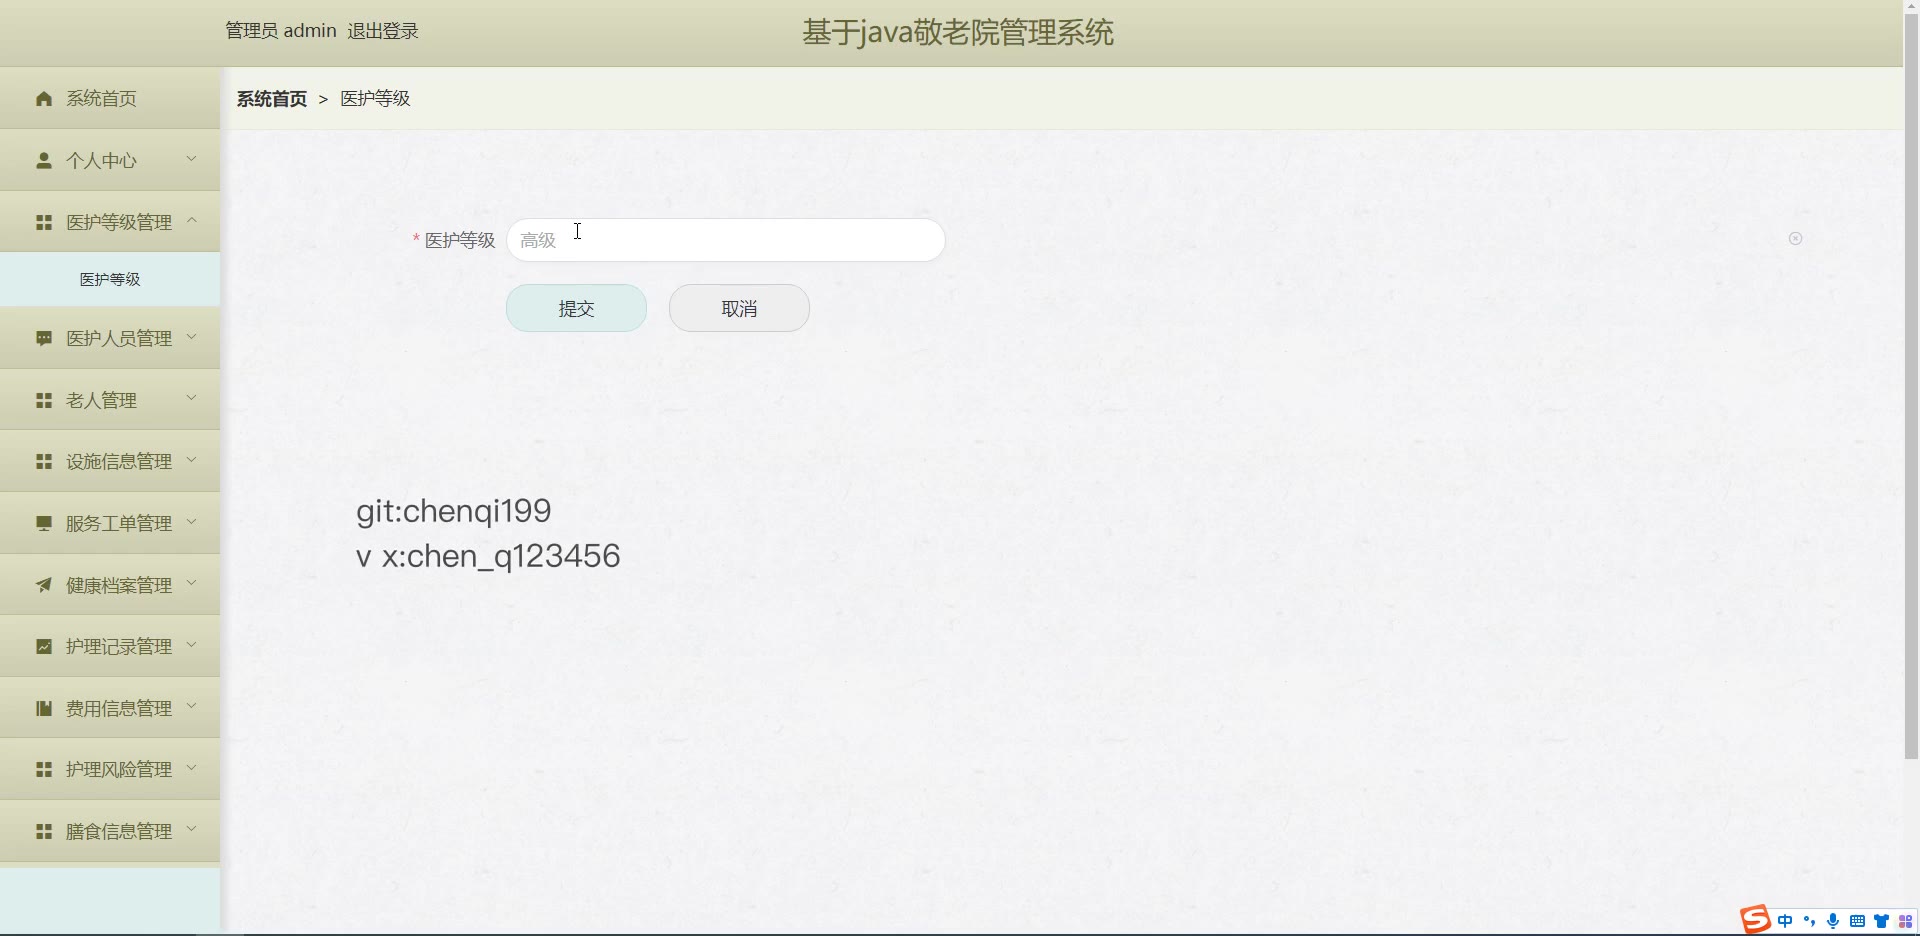 管理员 admin 退出登录
基于java敬老院管理系统
系统首页
个人中心
医护等级管理
医护等级
医护人员管理
老人管理
设施信息管理
服务工单管理
健康档案管理
护理记录管理
费用信息管理
护理风险管理
膳食信息管理
系统首页 > 医护等级
* 医护等级 高级
提交 取消
git:chenqi199
v x:chen_q123456
S 中